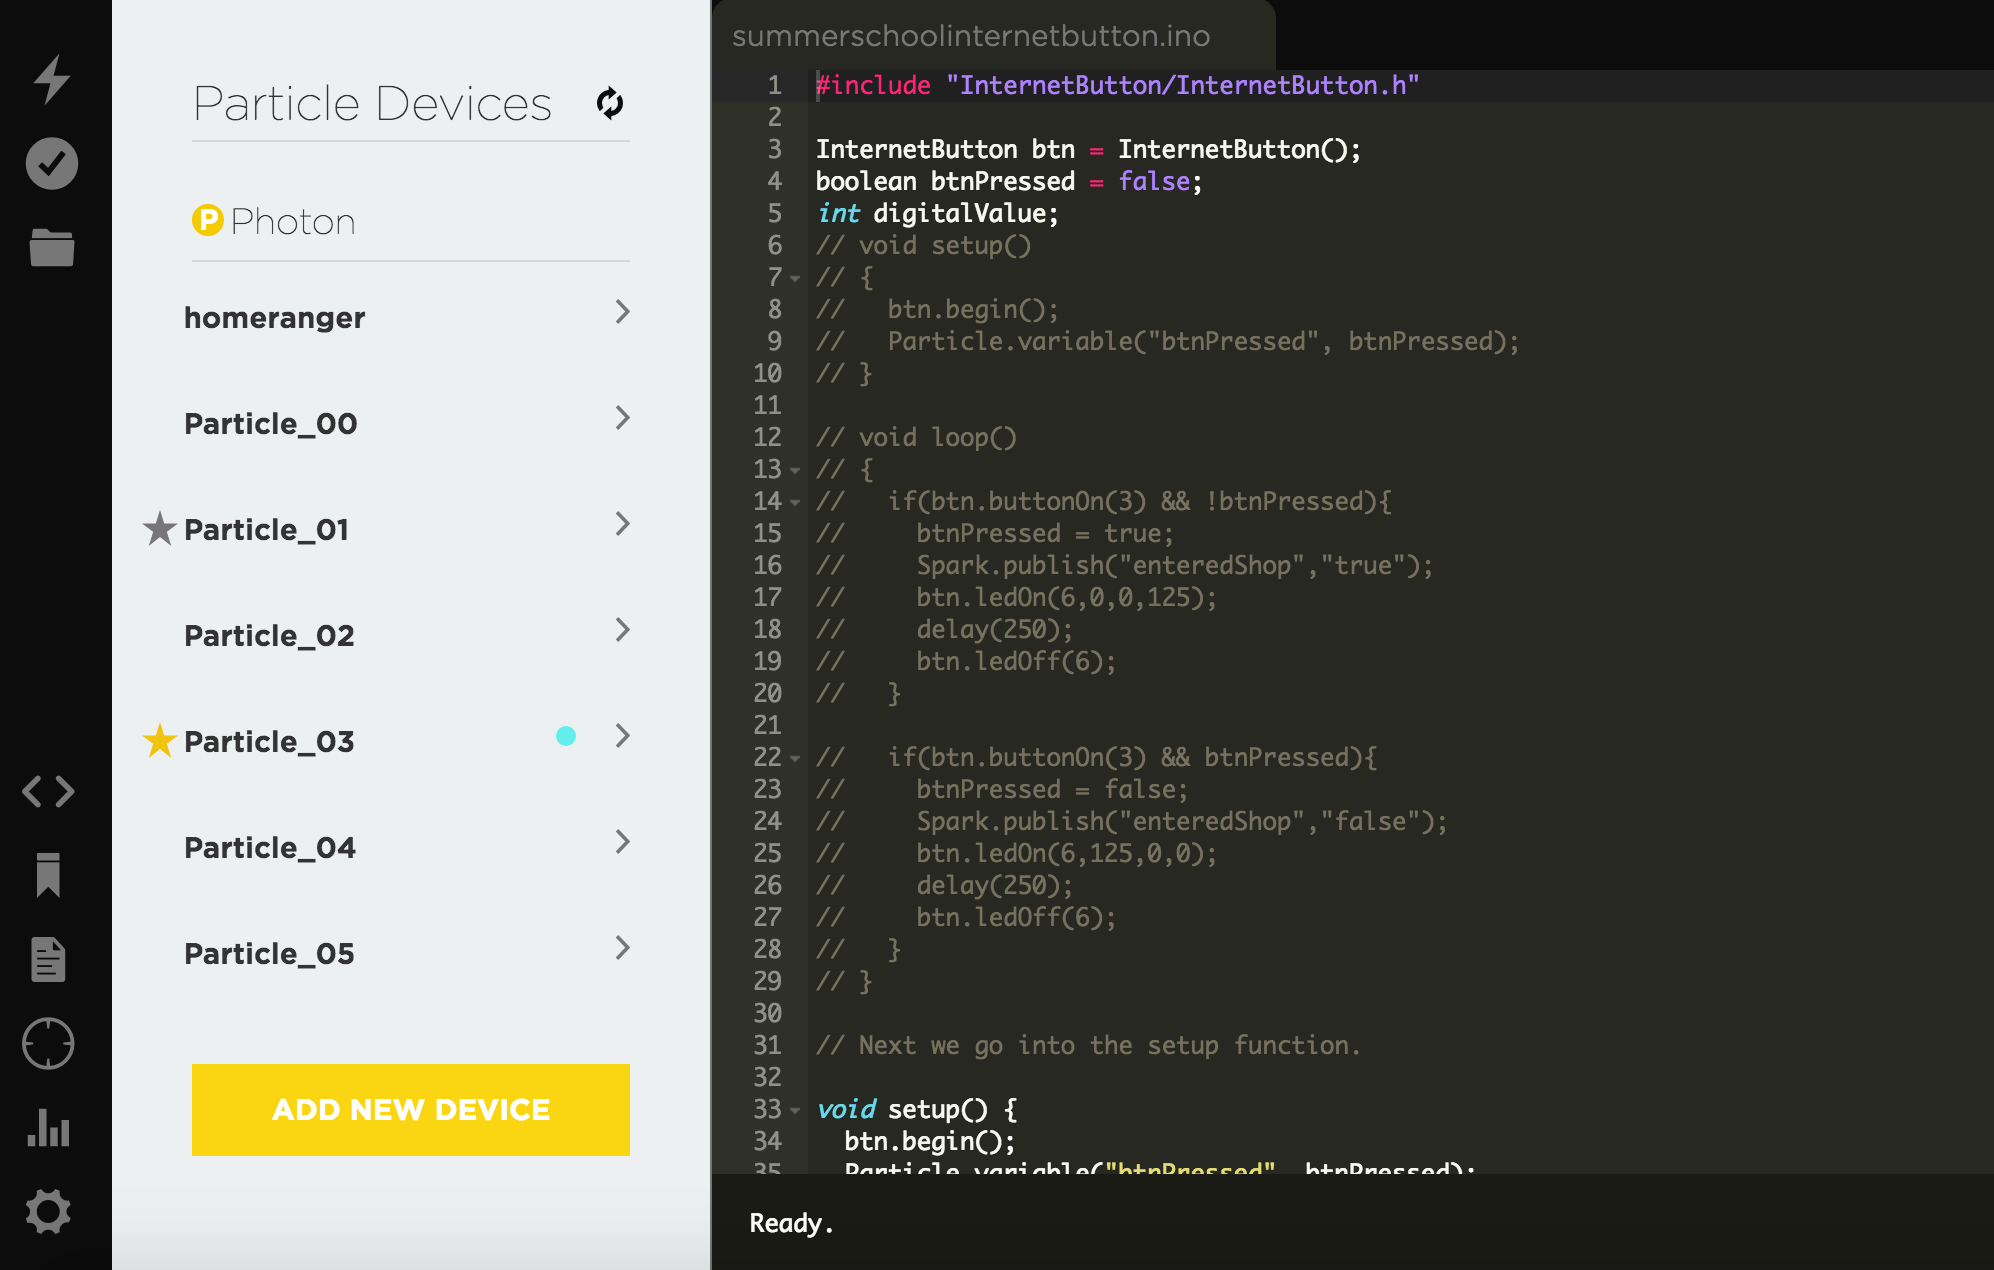 Particle Devices
P Photon
homeranger
Particle_00
Particle_01
Particle_02
Particle_03
Particle_04
Particle_05
ADD NEW DEVICE
summerschoolinternetbutton.ino
1 #include "InternetButton/InternetButton.h"
2
3 InternetButton btn = InternetButton();
4 boolean btnPressed = false;
5 int digitalValue;
6 // void setup()
7 // {
8 //   btn.begin();
9 //   Particle.variable("btnPressed", btnPressed);
10 // }
11
12 // void loop()
13 // {
14 //   if(btn.buttonOn(3) && !btnPressed){
15 //     btnPressed = true;
16 //     Spark.publish("enteredShop","true");
17 //     btn.ledOn(6,0,0,125);
18 //     delay(250);
19 //     btn.ledOff(6);
20 //   }
21
22 //   if(btn.buttonOn(3) && btnPressed){
23 //     btnPressed = false;
24 //     Spark.publish("enteredShop","false");
25 //     btn.ledOn(6,125,0,0);
26 //     delay(250);
27 //     btn.ledOff(6);
28 //   }
29 // }
30
31 // Next we go into the setup function.
32
33 void setup() {
34   btn.begin();
35   Particle.variable("btnPressed", btnPressed);
Ready.